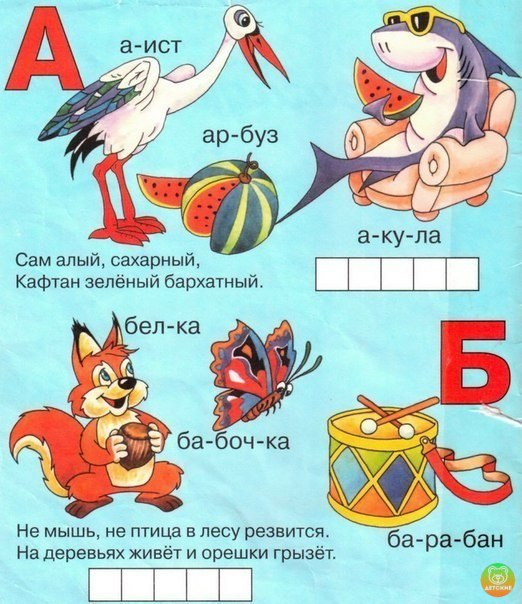 А
а-ист
ар-буз
а-ку-ла
Сам алый, сахарный,
Кафтан зелёный бархатный.
бел-ка
Б
ба-боч-ка
ба-ра-бан
Не мышь, не птица в лесу резвится.
На деревьях живёт и орешки грызёт.
ДЕТСКИЕ